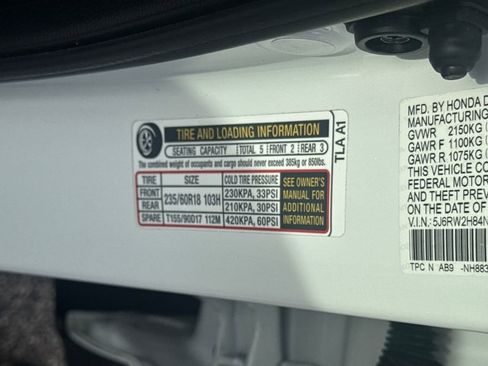 TIRE AND LOADING INFORMATION
SEATING CAPACITY TOTAL 5 FRONT 2 REAR 3
The combined weight of occupants and cargo should never exceed 385kg or 850lbs.
TIRE SIZE COLD TIRE PRESSURE
FRONT 235/60R18 103H 230KPA, 33PSI
REAR 210KPA, 30PSI
SPARE T155/90D17 112M 420KPA, 60PSI
SEE OWNER'S
MANUAL FOR
ADDITIONAL
INFORMATION
TLA A1
MFD. BY HONDA
MANUFACTURING
GVWR 2150KG
GAWR F 1100KG
GAWR R 1075KG
THIS VEHICLE
FEDERAL MOTOR
AND THEFT
ON THE DATE OF
V.I.N.: 5J6RW2H84N
TPC N AB9 -NH883